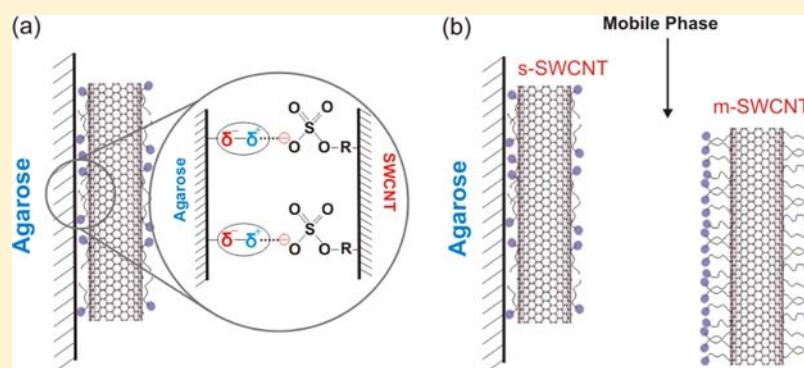 (a)
Agarose
Agarose
δ⁻ δ⁺ ⊖
O O
S
O O R
δ⁻ δ⁺ ⊖
O O
S
O O R
SWCNT
(b)
Mobile Phase
s-SWCNT
m-SWCNT
Agarose